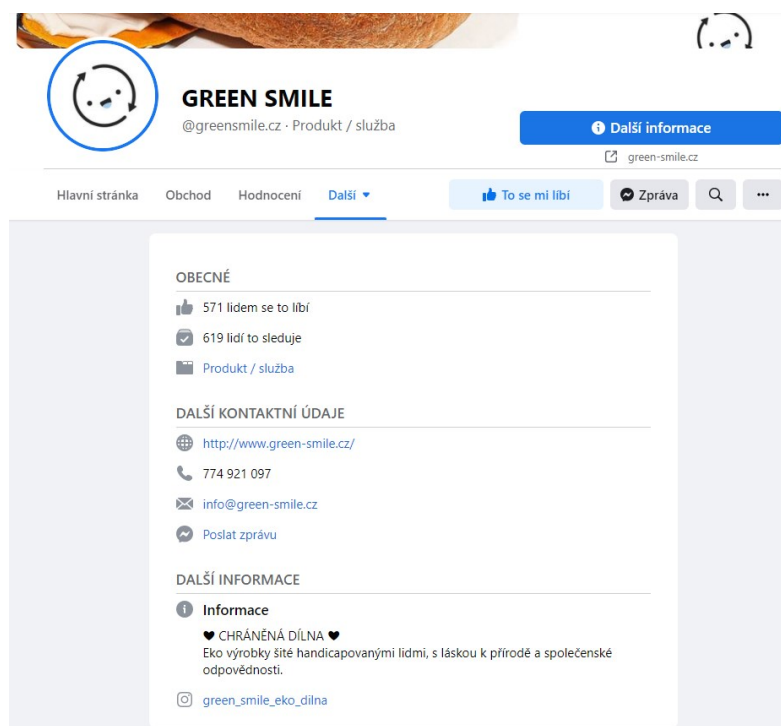 GREEN SMILE
@greensmile.cz · Produkt / služba
Další informace
green-smile.cz
Hlavní stránka Obchod Hodnocení Další To se mi líbí Zpráva
OBECNÉ
571 lidem se to líbí
619 lidí to sleduje
Produkt / služba
DALŠÍ KONTAKTNÍ ÚDAJE
http://www.green-smile.cz/
774 921 097
info@green-smile.cz
Poslat zprávu
DALŠÍ INFORMACE
Informace
♥ CHRÁNĚNÁ DÍLNA ♥
Eko výrobky šité handicapovanými lidmi, s láskou k přírodě a společenské
odpovědnosti.
green_smile_eko_dilna